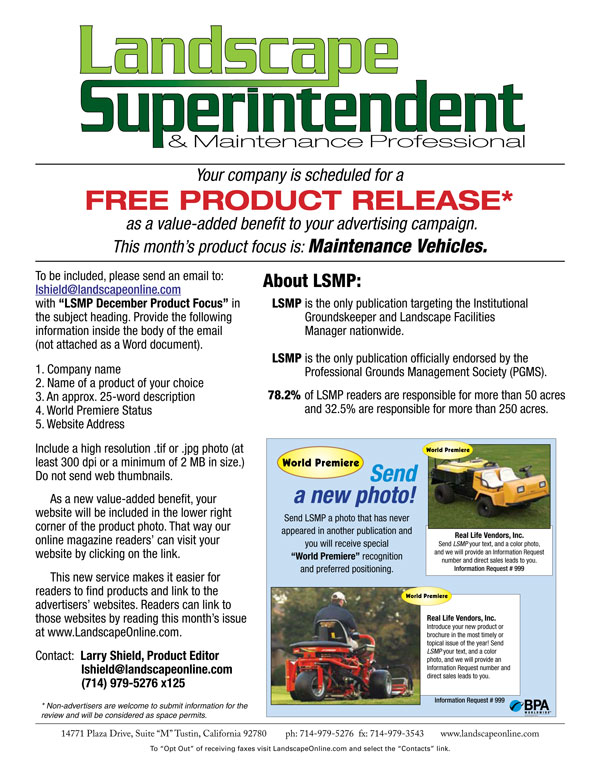 Landscape
Superintendent
& Maintenance Professional
Your company is scheduled for a
FREE PRODUCT RELEASE*
as a value-added benefit to your advertising campaign.
This month's product focus is: Maintenance Vehicles.
To be included, please send an email to:
lshield@landscapeonline.com
with “LSMP December Product Focus” in
the subject heading. Provide the following
information inside the body of the email
(not attached as a Word document).
1. Company name
2. Name of a product of your choice
3. An approx. 25-word description
4. World Premiere Status
5. Website Address
Include a high resolution .tif or .jpg photo (at
least 300 dpi or a minimum of 2 MB in size.)
Do not send web thumbnails.
As a new value-added benefit, your
website will be included in the lower right
corner of the product photo. That way our
online magazine readers’ can visit your
website by clicking on the link.
This new service makes it easier for
readers to find products and link to the
advertisers’ websites. Readers can link to
those websites by reading this month’s issue
at www.LandscapeOnline.com.
Contact: Larry Shield, Product Editor
lshield@landscapeonline.com
(714) 979-5276 x125
* Non-advertisers are welcome to submit information for the
review and will be considered as space permits.
About LSMP:
LSMP is the only publication targeting the Institutional
Groundskeeper and Landscape Facilities
Manager nationwide.
LSMP is the only publication officially endorsed by the
Professional Grounds Management Society (PGMS).
78.2% of LSMP readers are responsible for more than 50 acres
and 32.5% are responsible for more than 250 acres.
World Premiere
Send
a new photo!
Send LSMP a photo that has never
appeared in another publication and
you will receive special
“World Premiere” recognition
and preferred positioning.
World Premiere
Real Life Vendors, Inc.
Send LSMP your text, and a color photo,
and we will provide an Information Request
number and direct sales leads to you.
Information Request # 999
World Premiere
Real Life Vendors, Inc.
Introduce your new product or
brochure in the most timely or
topical issue of the year! Send
LSMP your text, and a color
photo, and we will provide an
Information Request number and
direct sales leads to you.
Information Request # 999
BPA
WORLDWIDE
14771 Plaza Drive, Suite “M” Tustin, California 92780 ph: 714-979-5276 fx: 714-979-3543 www.landscapeonline.com
To “Opt Out” of receiving faxes visit LandscapeOnline.com and select the “Contacts” link.